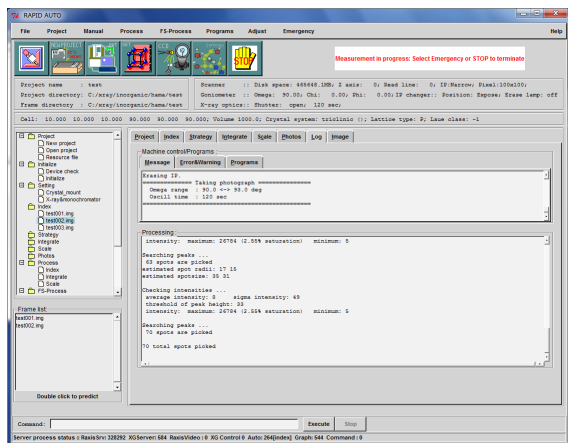 RAPID AUTO
File Project Manual Process FS-Process Programs Adjust Emergency Help
NEWPROJECT
CCD
STOP
Measurement in progress: Select Emergency or STOP to terminate
Project name : test
Project directory: C:/xray/inorganic/hama/test
Frame directory : C:/xray/inorganic/hama/test
Scanner :: Disk space: 465648.1MB; Z axis: 0; Read line: 0; IP:Narrow; Pixel:100x100;
Goniometer :: Omega: 90.00; Chi: 0.00; Phi: 0.00; IP changer:: Position: Expose; Erase lamp: off
X-ray optics:: Shutter: open; 120 sec;
Cell: 10.000 10.000 10.000 90.000 90.000 90.000; Volume 1000.0; Crystal system: triclinic (); Lattice type: P; Laue class: -1
Project
New project
Open project
Resource file
Initialize
Device check
Initialize
Setting
Crystal_mount
X-ray&monochromator
Index
test001.img
test002.img
test003.img
Strategy
Integrate
Scale
Photos
Process
Index
Integrate
Scale
FS-Process
Frame list:
test001.img
test002.img
Double click to predict
Project Index Strategy Integrate Scale Photos Log Image
Machine control/Programs :
Message Error&Warning Programs
Erasing IP.
============== Taking photograph ===============
Omega range : 90.0 <-> 93.0 deg
Oscill time : 120 sec
================================================
Processing :
intensity: maximum: 26784 (2.55% saturation) minimum: 5
Searching peaks ...
63 spots are picked
estimated spot radii: 17 15
estimated spotsize: 35 31
Checking intensities ...
average intensity: 8 sigma intensity: 49
threshold of peak height: 33
intensity: maximum: 26784 (2.55% saturation) minimum: 5
Searching peaks ...
70 spots are picked
70 total spots picked
Command: Execute Stop
Server process status :: RaxisSrv: 328292 XGServer: 584 RaxisVideo : 0 XG Control 0 Auto: 264[index] Graph: 544 Command : 0